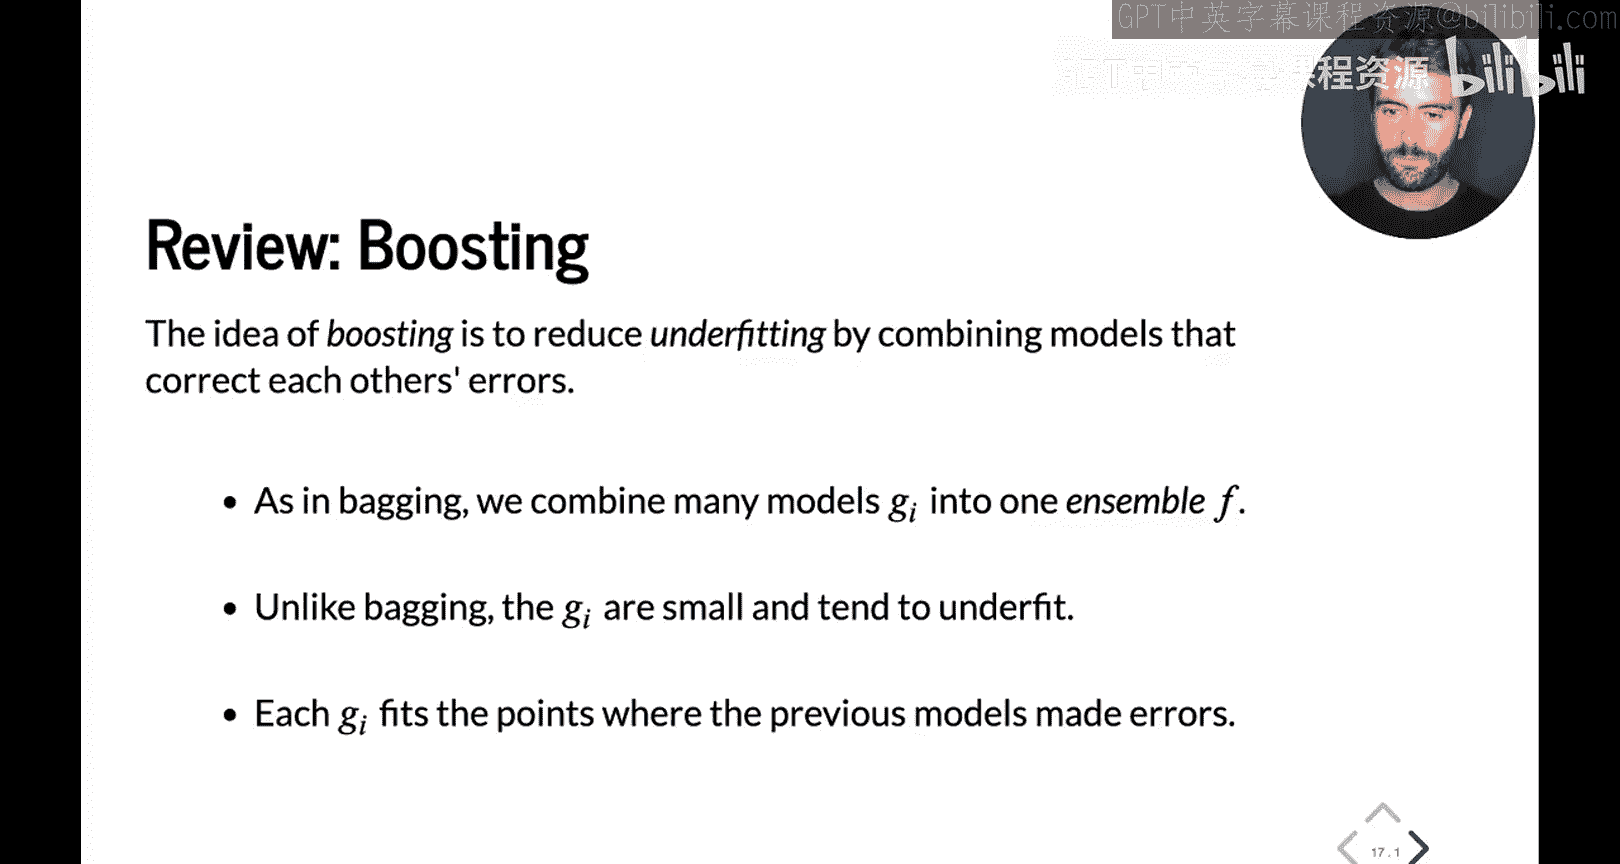 GPT中英字幕课程资源@bilibili.com
课程资源 bilibili
Review: Boosting
The idea of boosting is to reduce underfitting by combining models that
correct each others' errors.
• As in bagging, we combine many models gᵢ into one ensemble f.
• Unlike bagging, the gᵢ are small and tend to underfit.
• Each gᵢ fits the points where the previous models made errors.
17.1